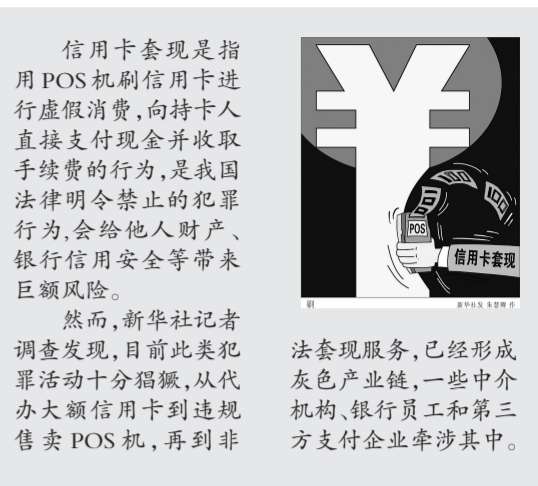 信用卡套现是指
用POS机刷信用卡进
行虚假消费,向持卡人
直接支付现金并收取
手续费的行为,是我国
法律明令禁止的犯罪
行为,会给他人财产、
银行信用安全等带来
巨额风险。
然而,新华社记者
调查发现,目前此类犯
罪活动十分猖獗,从代
办大额信用卡到违规
售卖POS机,再到非
¥
100
100
100
POS
信用卡套现
刷 新华社发 朱慧卿 作
法套现服务,已经形成
灰色产业链,一些中介
机构、银行员工和第三
方支付企业牵涉其中。